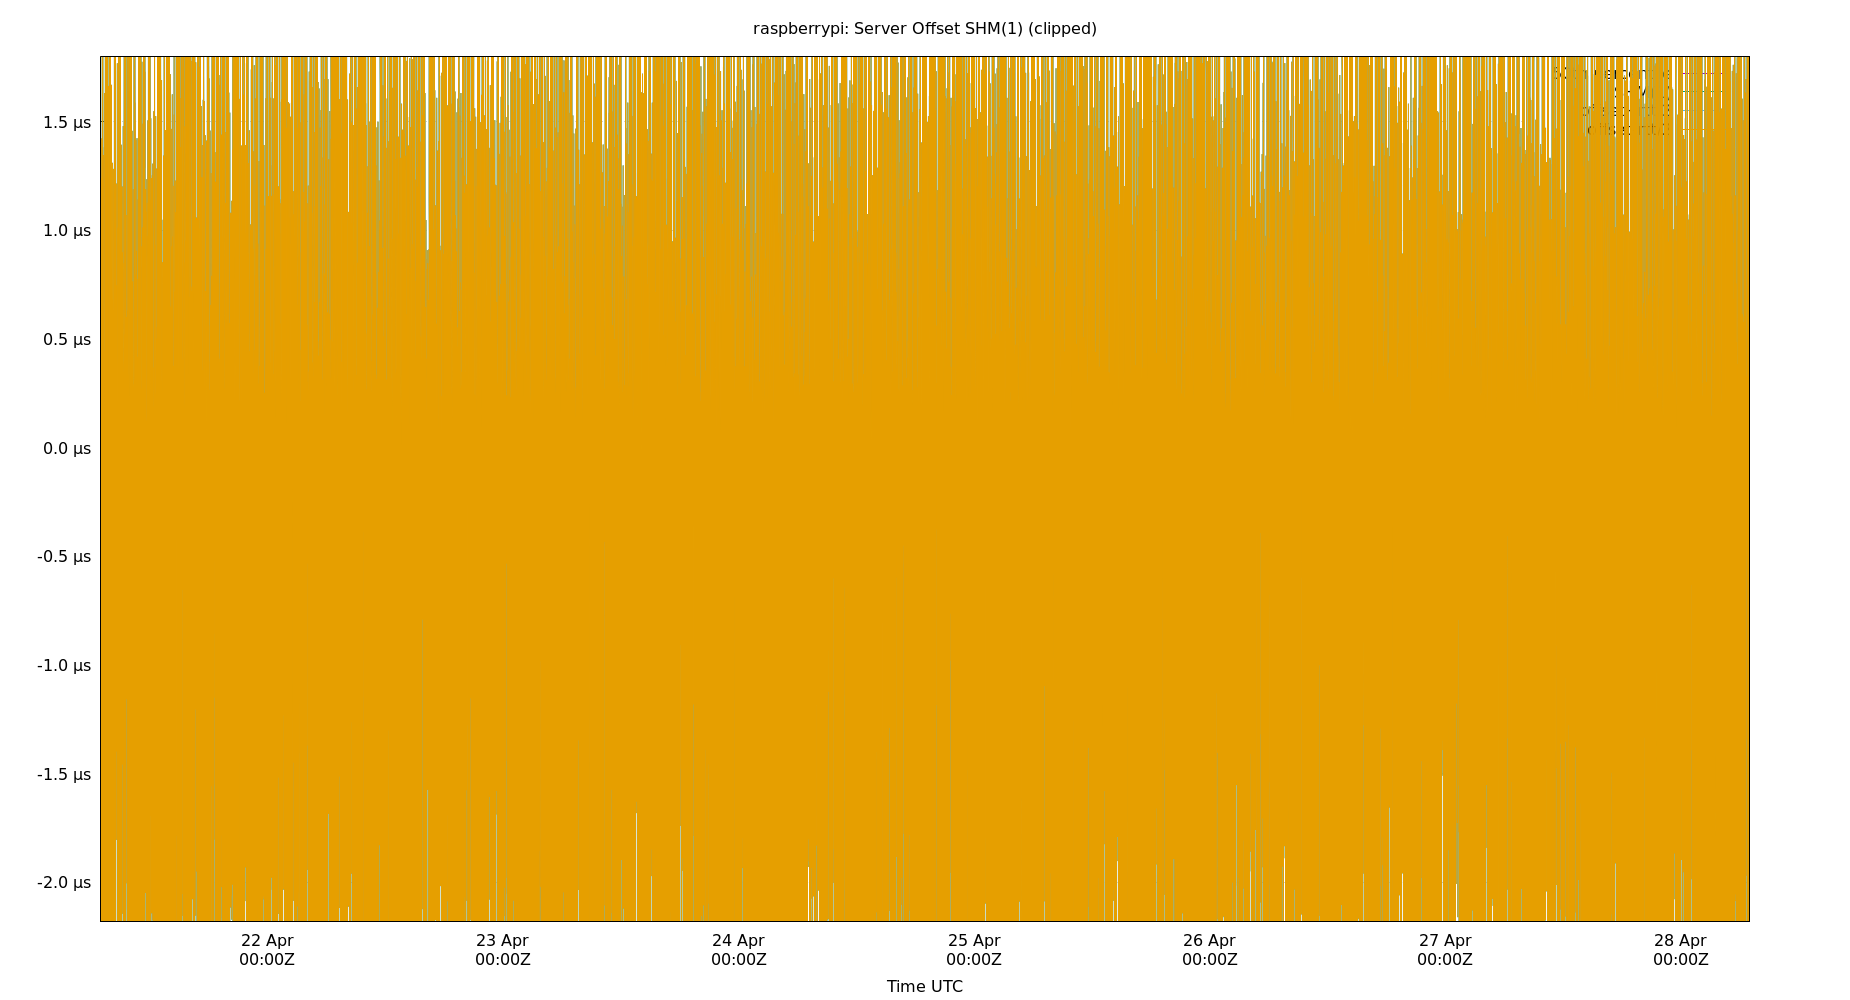 raspberrypi: Server Offset SHM(1) (clipped)
1.5 µs
1.0 µs
0.5 µs
0.0 µs
-0.5 µs
-1.0 µs
-1.5 µs
-2.0 µs
22 Apr 23 Apr 24 Apr 25 Apr 26 Apr 27 Apr 28 Apr
00:00Z 00:00Z 00:00Z 00:00Z 00:00Z 00:00Z 00:00Z
Time UTC